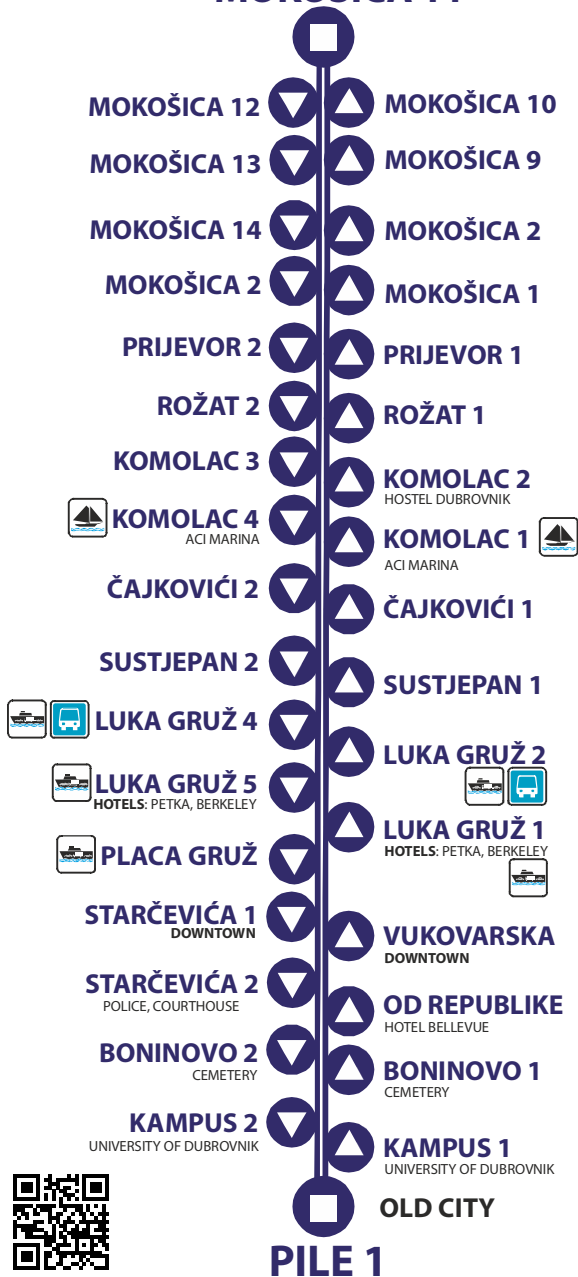 MOKOŠICA
MOKOŠICA 12
MOKOŠICA 13
MOKOŠICA 14
MOKOŠICA 2
PRIJEVOR 2
ROŽAT 2
KOMOLAC 3
KOMOLAC 4
ACI MARINA
ČAJKOVIĆI 2
SUSTJEPAN 2
LUKA GRUŽ 4
LUKA GRUŽ 5
HOTELS: PETKA, BERKELEY
PLACA GRUŽ
STARČEVIĆA 1
DOWNTOWN
STARČEVIĆA 2
POLICE, COURTHOUSE
BONINOVO 2
CEMETERY
KAMPUS 2
UNIVERSITY OF DUBROVNIK
MOKOŠICA 10
MOKOŠICA 9
MOKOŠICA 2
MOKOŠICA 1
PRIJEVOR 1
ROŽAT 1
KOMOLAC 2
HOSTEL DUBROVNIK
KOMOLAC 1
ACI MARINA
ČAJKOVIĆI 1
SUSTJEPAN 1
LUKA GRUŽ 2
LUKA GRUŽ 1
HOTELS: PETKA, BERKELEY
VUKOVARSKA
DOWNTOWN
OD REPUBLIKE
HOTEL BELLEVUE
BONINOVO 1
CEMETERY
KAMPUS 1
UNIVERSITY OF DUBROVNIK
OLD CITY
PILE 1